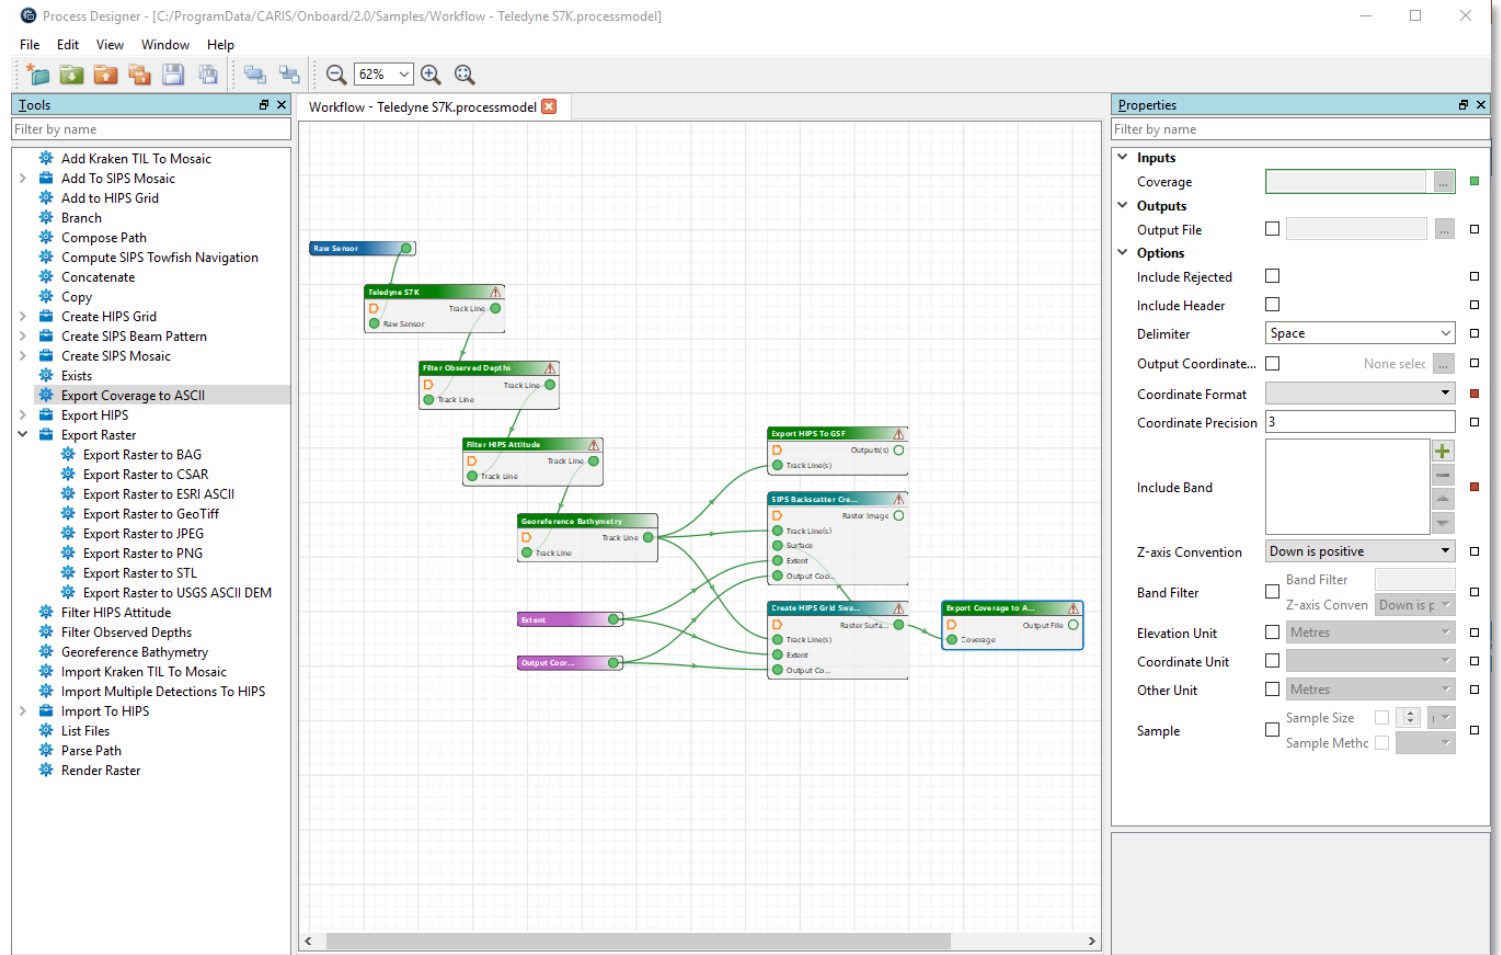 Process Designer - [C:/ProgramData/CARIS/Onboard/2.0/Samples/Workflow - Teledyne S7K.processmodel]
File Edit View Window Help
62%
Tools
Filter by name
Add Kraken TIL To Mosaic
Add To SIPS Mosaic
Add to HIPS Grid
Branch
Compose Path
Compute SIPS Towfish Navigation
Concatenate
Copy
Create HIPS Grid
Create SIPS Beam Pattern
Create SIPS Mosaic
Exists
Export Coverage to ASCII
Export HIPS
Export Raster
Export Raster to BAG
Export Raster to CSAR
Export Raster to ESRI ASCII
Export Raster to GeoTiff
Export Raster to JPEG
Export Raster to PNG
Export Raster to STL
Export Raster to USGS ASCII DEM
Filter HIPS Attitude
Filter Observed Depths
Georeference Bathymetry
Import Kraken TIL To Mosaic
Import Multiple Detections To HIPS
Import To HIPS
List Files
Parse Path
Render Raster
Workflow - Teledyne S7K.processmodel
Raw Sensor
Teledyne S7K
Track Line
Raw Sensor
Filter Observed Depths
Track Line
Track Line
Filter HIPS Attitude
Track Line
Track Line
Georeference Bathymetry
Track Line
Track Line
Extent
Output Coor...
Export HIPS To GSF
Outputs(s)
Track Line(s)
SIPS Backscatter Cre...
Raster Image
Track Line(s)
Surface
Extent
Output Coo...
Create HIPS Grid Swa...
Raster Surfa...
Track Line(s)
Extent
Output Co...
Export Coverage to A...
Output File
Coverage
Properties
Filter by name
Inputs
Coverage ...
Outputs
Output File ...
Options
Include Rejected
Include Header
Delimiter Space
Output Coordinate... None selec ...
Coordinate Format
Coordinate Precision 3
Include Band
Z-axis Convention Down is positive
Band Filter
Band Filter
Z-axis Conven Down is p
Elevation Unit Metres
Coordinate Unit
Other Unit Metres
Sample
Sample Size
Sample Methc